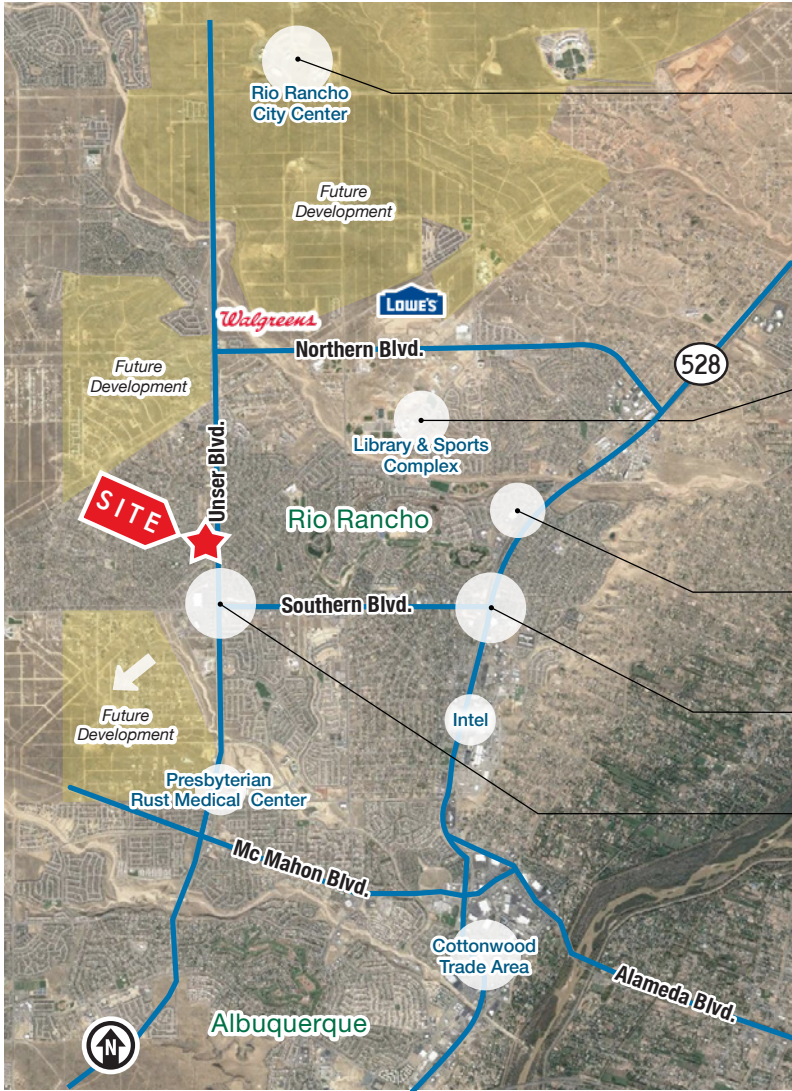 Rio Rancho
City Center
Future
Development
LOWE'S
Walgreens
Northern Blvd.
528
Future
Development
Unser Blvd.
Library & Sports
Complex
SITE
Rio Rancho
Southern Blvd.
Future
Development
Intel
Presbyterian
Rust Medical Center
Mc Mahon Blvd.
Cottonwood
Trade Area
Alameda Blvd.
Albuquerque
N